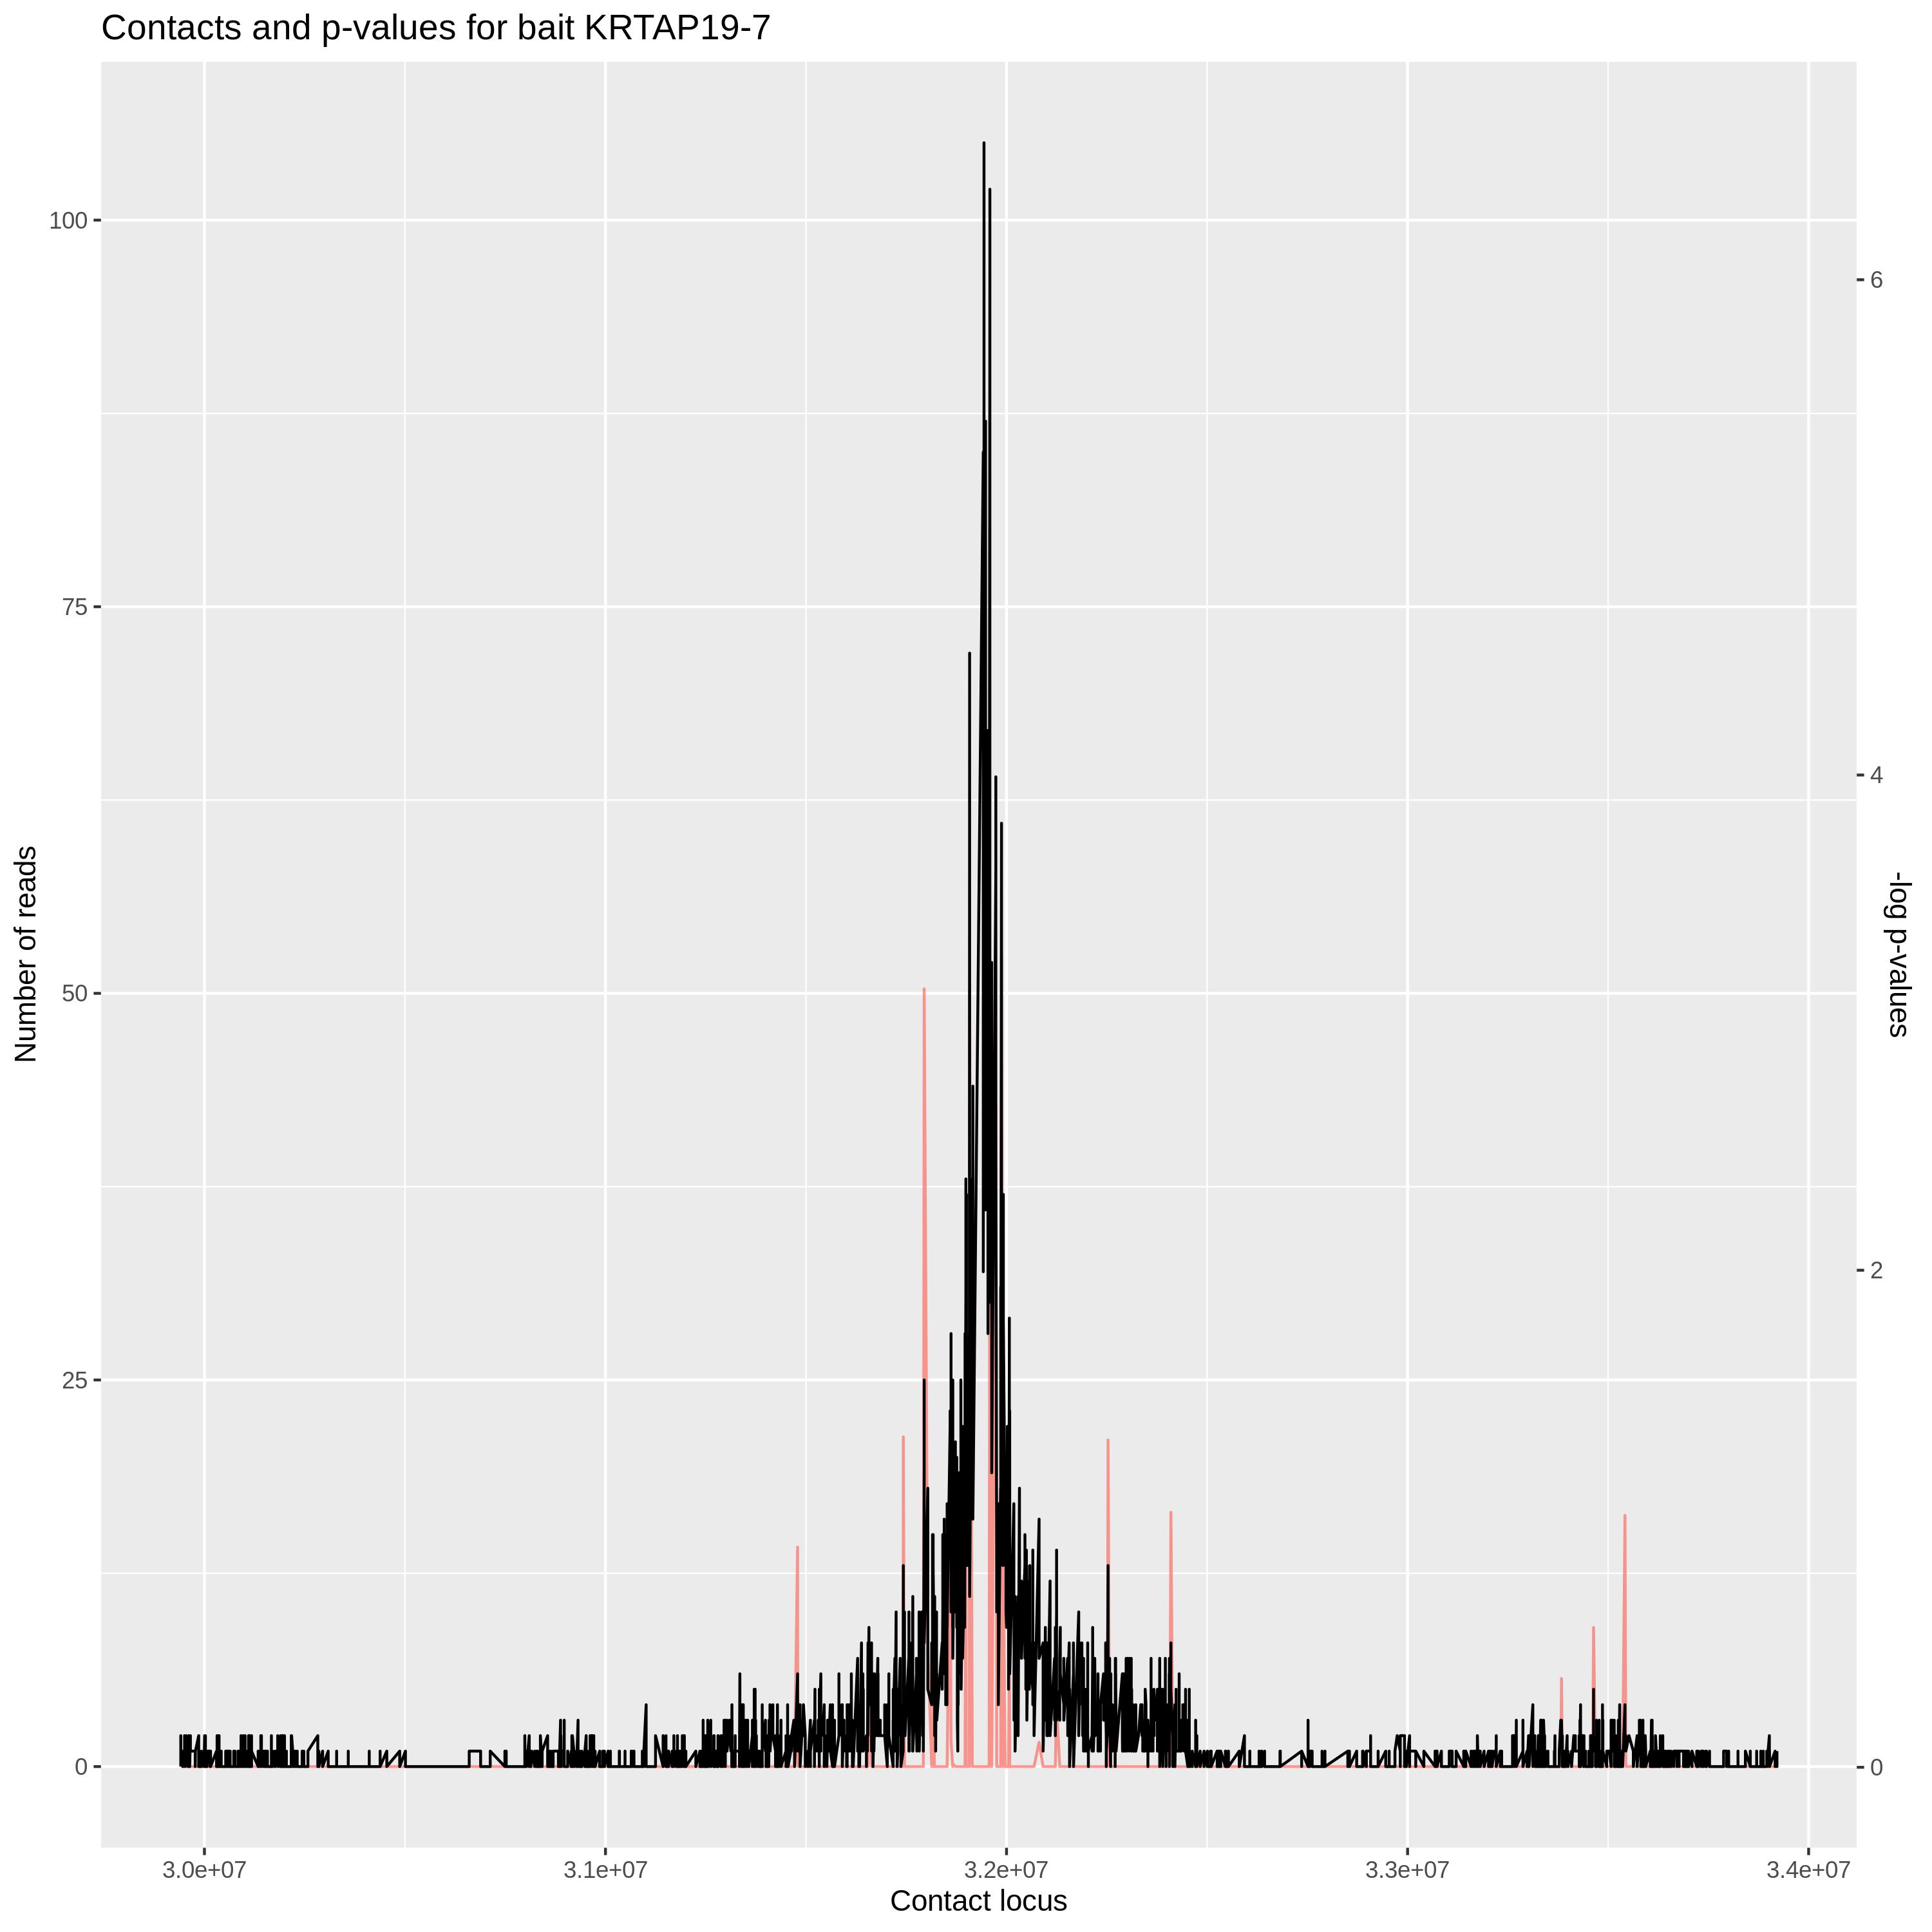 Contacts and p-values for bait KRTAP19-7
100
75
50
25
0
Number of reads
6
4
2
0
-log p-values
3.0e+07
3.1e+07
3.2e+07
3.3e+07
3.4e+07
Contact locus